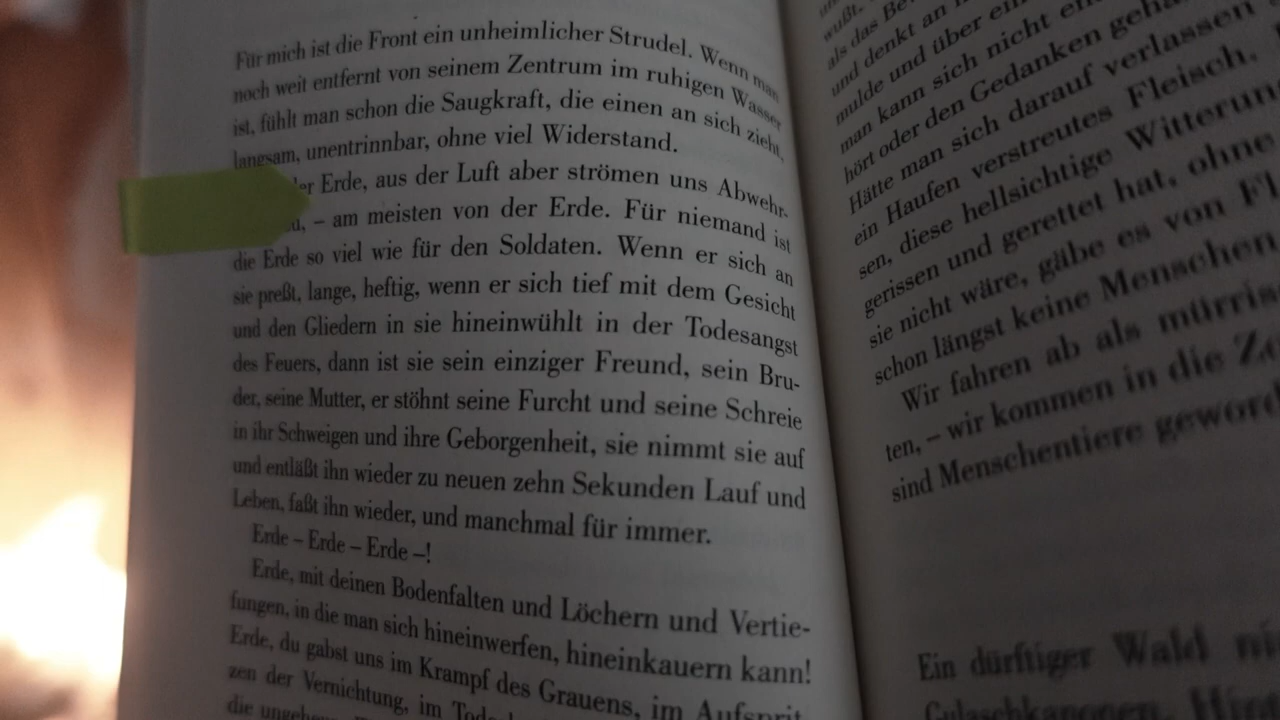 Für mich ist die Front ein unheimlicher Strudel. Wenn man
noch weit entfernt von seinem Zentrum im ruhigen Wasser
ist, fühlt man schon die Saugkraft, die einen an sich zieht,
langsam, unentrinnbar, ohne viel Widerstand.
Erde, aus der Luft aber strömen uns Abwehr-
– am meisten von der Erde. Für niemand ist
die Erde so viel wie für den Soldaten. Wenn er sich an
sie preßt, lange, heftig, wenn er sich tief mit dem Gesicht
und den Gliedern in sie hineinwühlt in der Todesangst
des Feuers, dann ist sie sein einziger Freund, sein Bru-
der, seine Mutter, er stöhnt seine Furcht und seine Schreie
in ihr Schweigen und ihre Geborgenheit, sie nimmt sie auf
und entläßt ihn wieder zu neuen zehn Sekunden Lauf und
Leben, faßt ihn wieder, und manchmal für immer.
Erde – Erde – Erde –!
Erde, mit deinen Bodenfalten und Löchern und Vertie-
fungen, in die man sich hineinwerfen, hineinkauern kann!
Erde, du gabst uns im Krampf des Grauens, im Aufsprit-
zen der Vernichtung, im
die
wußt.
als das
und denkt an
mulde und über
man kann sich nicht
hört oder den Gedanken
Hätte man sich darauf verlassen
ein Haufen verstreutes Fleisch.
sen, diese hellsichtige
gerissen und gerettet hat, ohne
sie nicht wäre, gäbe es von
schon längst keine Menschen
Wir fahren ab als
ten, – wir kommen in die
sind Menschentiere
Ein dürftiger Wald